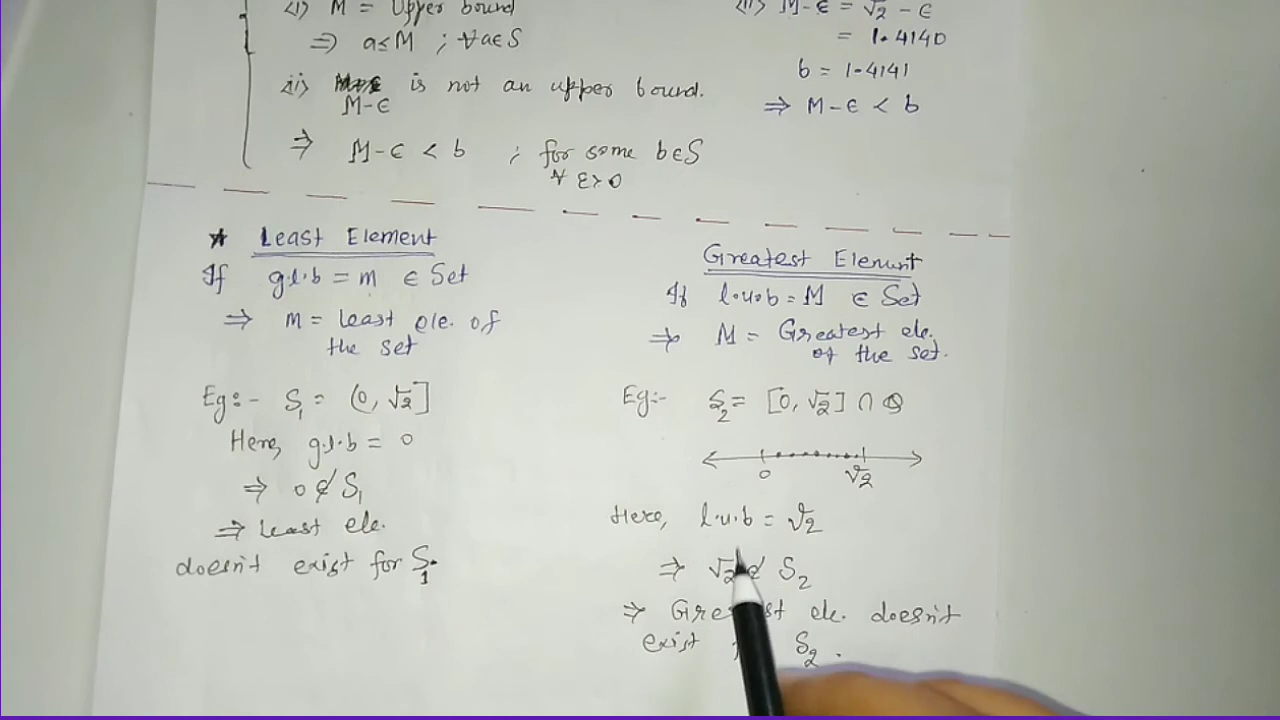 (i) M = Upper bound
⇒ a≤M ; ∀a∈S
(ii) is not an upper bound.
M-ϵ
⇒ M-ϵ < b ; for some b∈S
∀ ε>0
(ii) M-ϵ = √2 - ϵ
= 1.4140
b = 1.4141
⇒ M-ϵ < b
* Least Element
If g.l.b = m ∈ Set
⇒ m = least ele. of
the set
Eg:- S₁ = (0, √2]
Here, g.l.b = 0
⇒ 0 ∉ S₁
⇒ Least ele.
doesn't exist for S₁.
Greatest Element
If l.u.b = M ∈ Set
⇒ M = Greatest ele.
of the set.
Eg:- S₂ = [0, √2] ∩ Q
0 √2
Here, l.u.b = √2
⇒ √2 ∉ S₂
⇒ ele. doesn't
exist S₂.